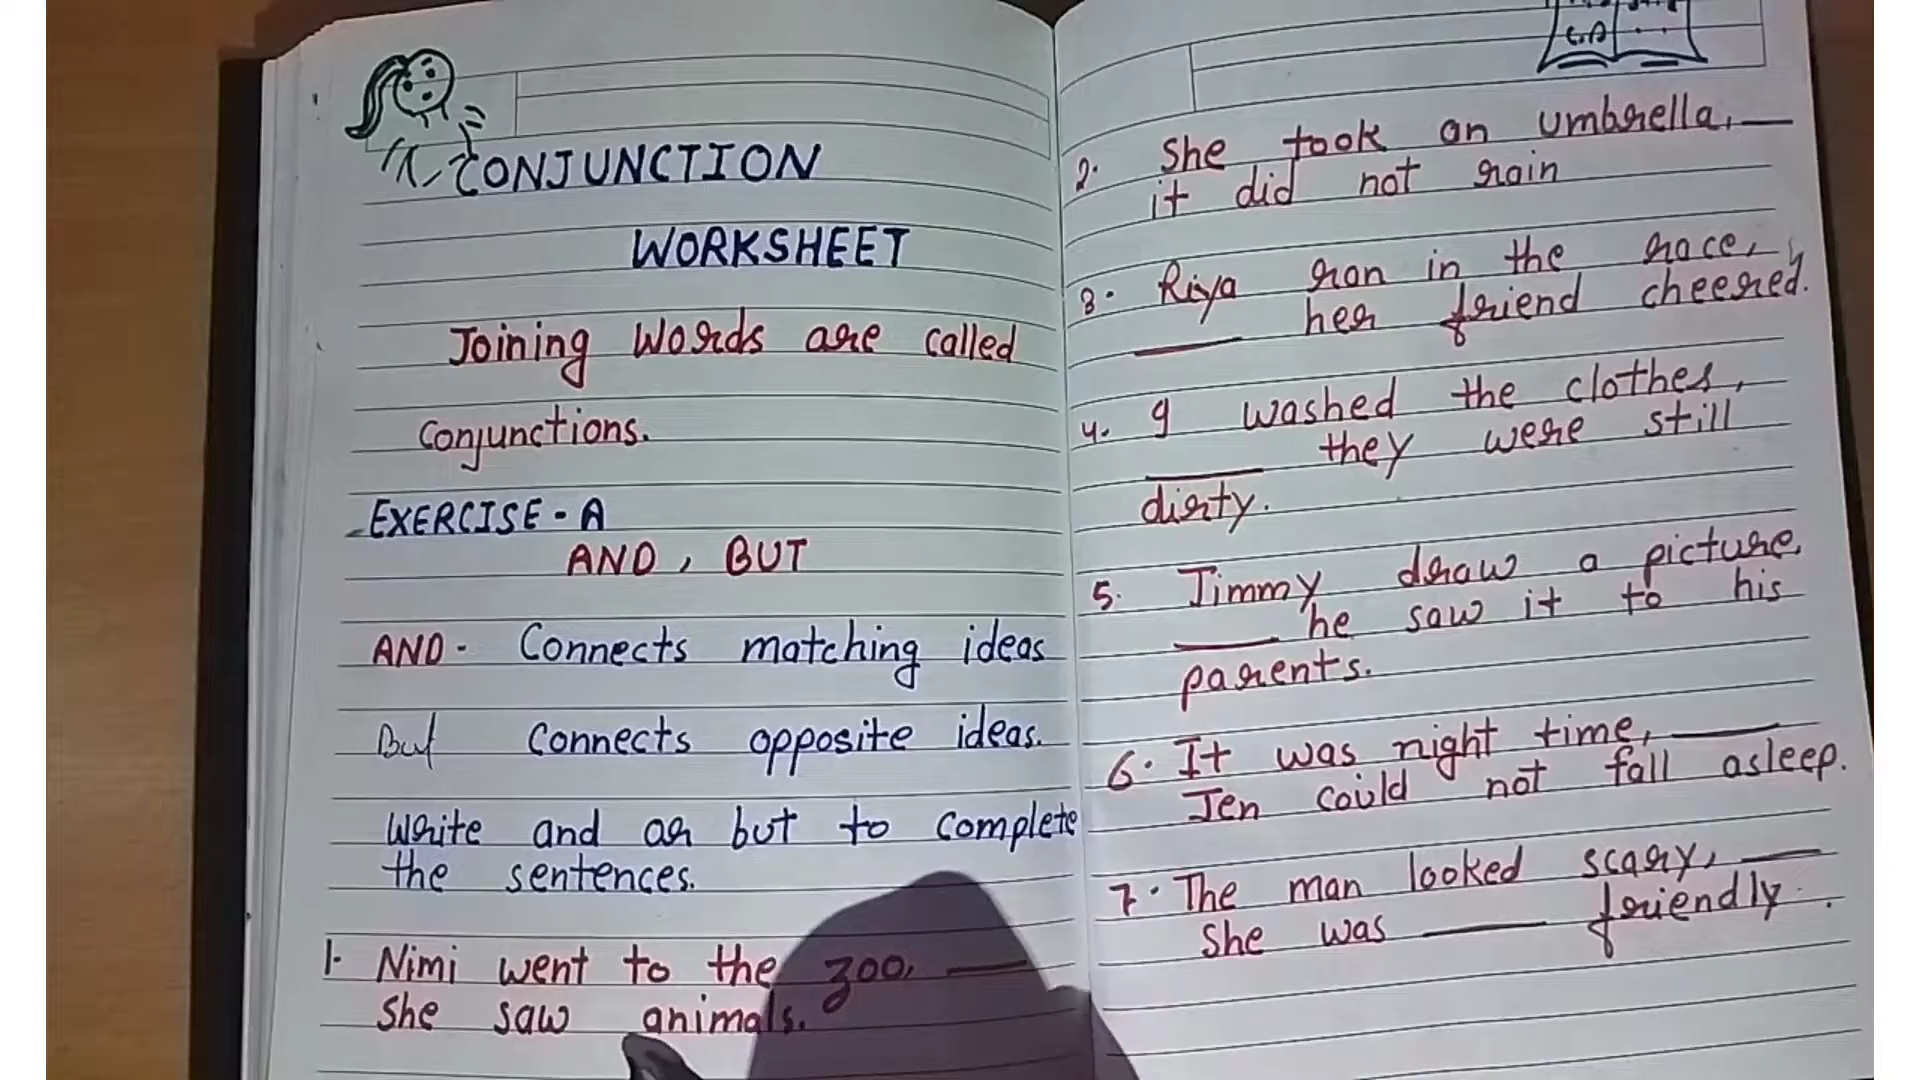 CONJUNCTION
WORKSHEET
Joining words are called
conjunctions.
EXERCISE - A
AND, BUT
AND - Connects matching ideas
But connects opposite ideas.
Write and or but to complete
the sentences.
1. Nimi went to the zoo, ___
She saw animals.
2. She took an umbrella, ___
it did not rain
3. Riya ran in the race,
___ her friend cheered.
4. I washed the clothes,
___ they were still
dirty.
5. Jimmy draw a picture,
___ he saw it to his
parents.
6. It was night time, ___
Jen could not fall asleep.
7. The man looked scary, ___
She was ___ friendly.